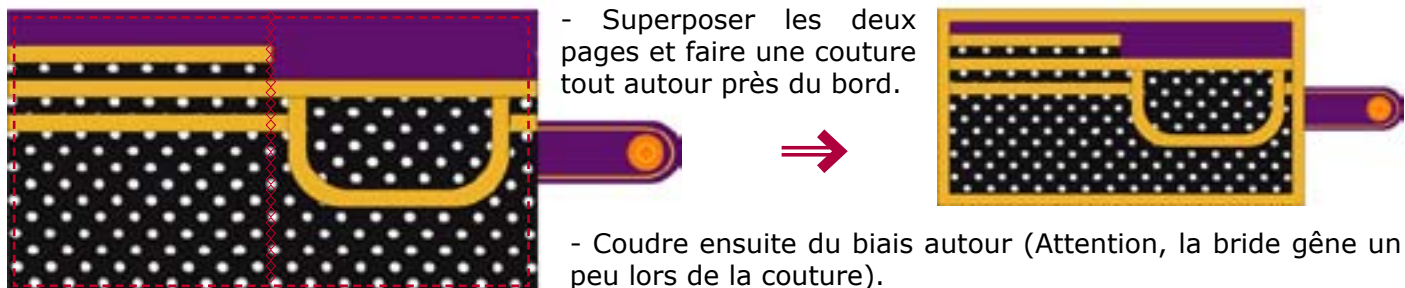 - Superposer les deux
pages et faire une couture
tout autour près du bord.
- Coudre ensuite du biais autour (Attention, la bride gêne un
peu lors de la couture).